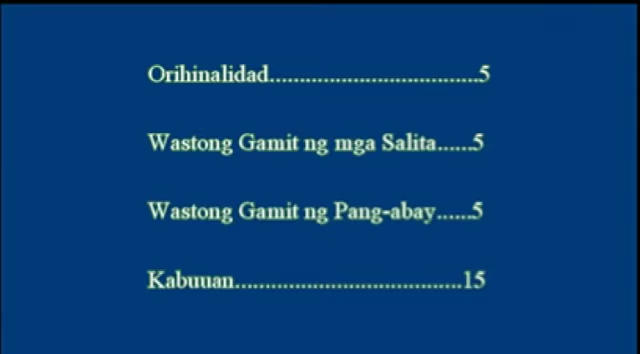 Orihinalidad...................................5
Wastong Gamit ng mga Salita......5
Wastong Gamit ng Pang-abay......5
Kabuuan......................................15